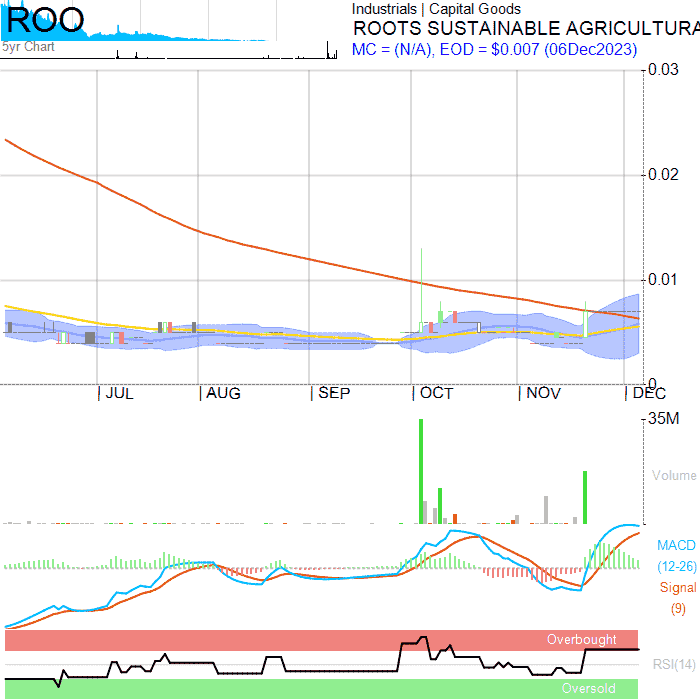 ROO
5yr Chart
Industrials | Capital Goods
ROOTS SUSTAINABLE AGRICULTURA
MC = (N/A), EOD = $0.007 (06Dec2023)
0.03
0.02
0.01
0
JUL AUG SEP OCT NOV DEC
35M
Volume
MACD
(12-26)
Signal
(9)
Overbought
RSI(14)
Oversold